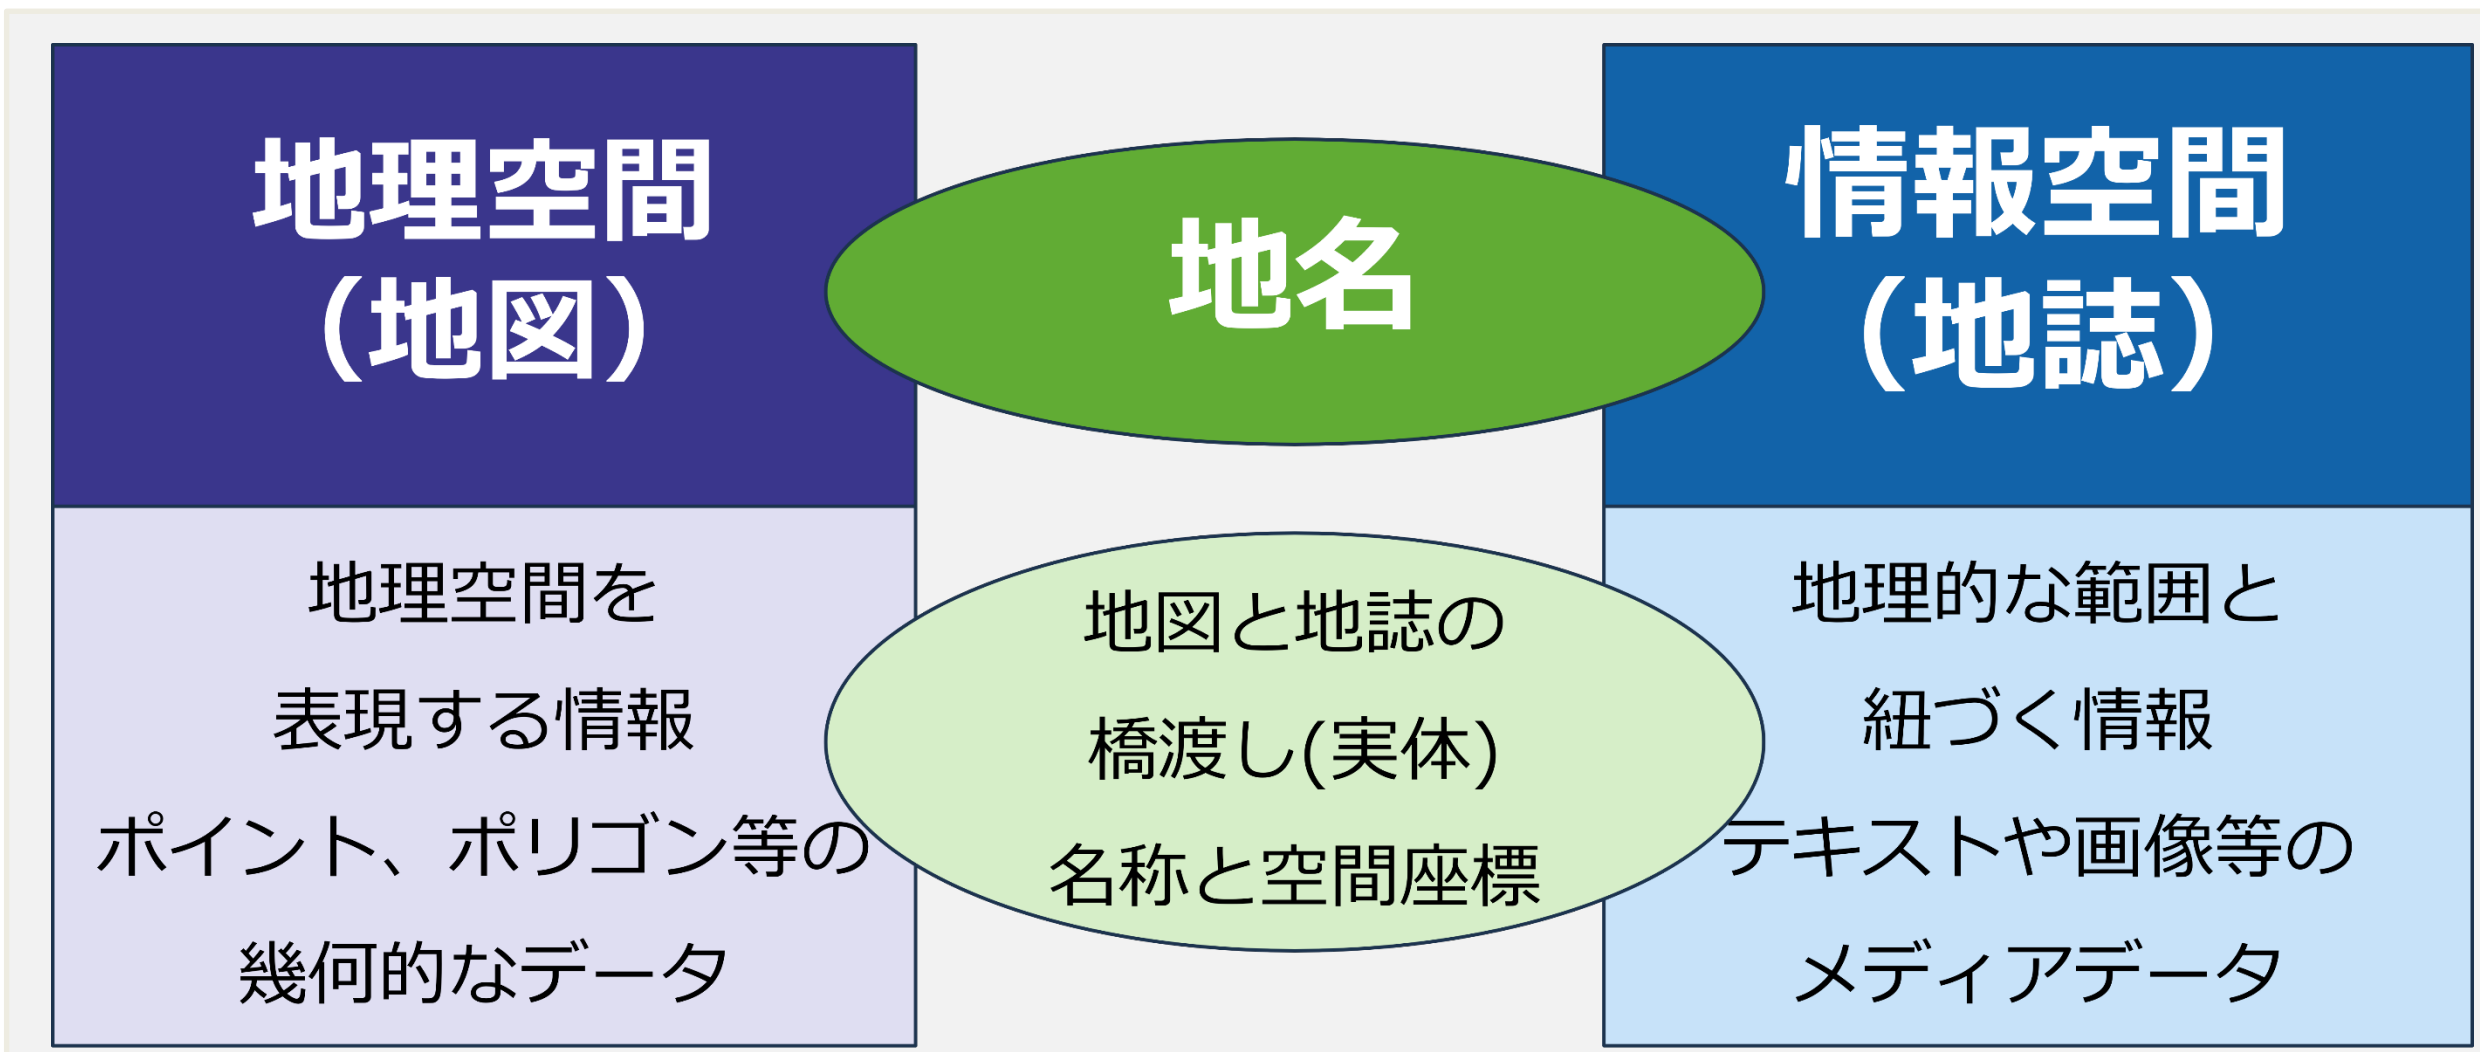 地理空間
（地図）
地理空間を
表現する情報
ポイント、ポリゴン等の
幾何的なデータ
地名
地図と地誌の
橋渡し(実体)
名称と空間座標
情報空間
（地誌）
地理的な範囲と
紐づく情報
テキストや画像等の
メディアデータ